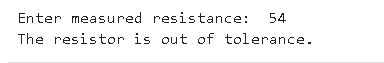 Enter measured resistance:  54
The resistor is out of tolerance.